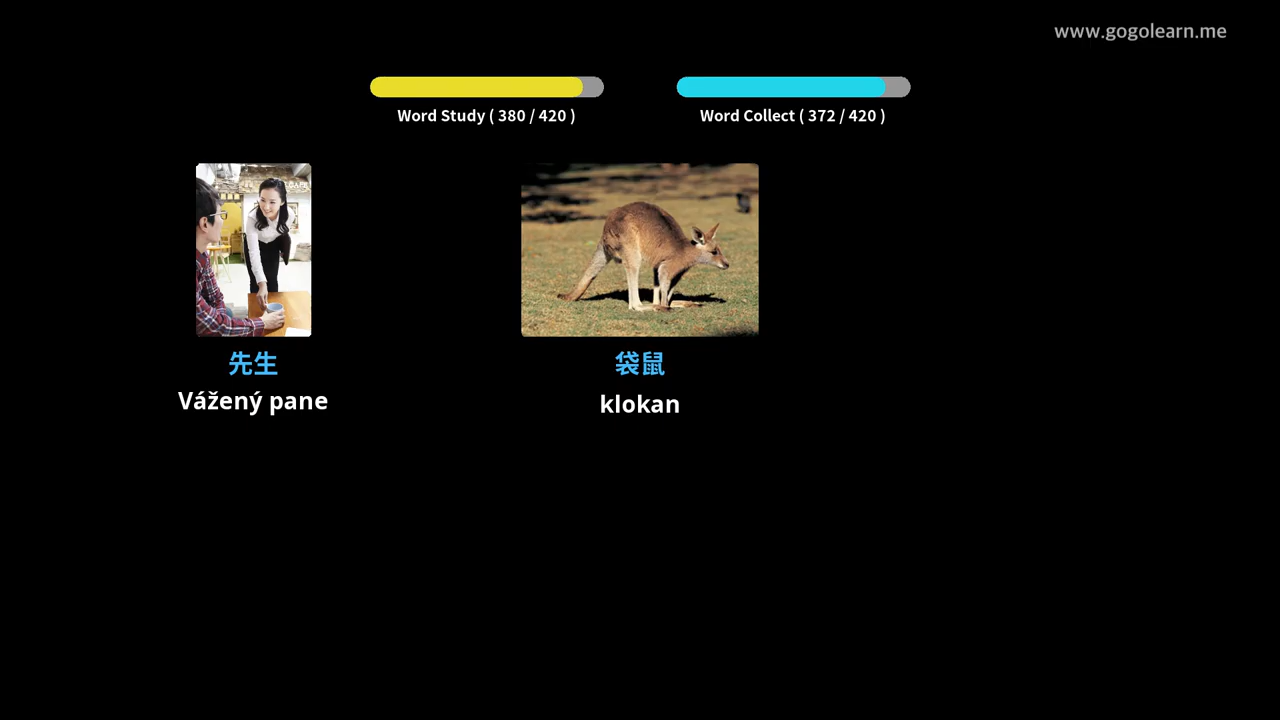 www.gogolearn.me
Word Study ( 380 / 420 )
Word Collect ( 372 / 420 )
先生
Vážený pane
袋鼠
klokan